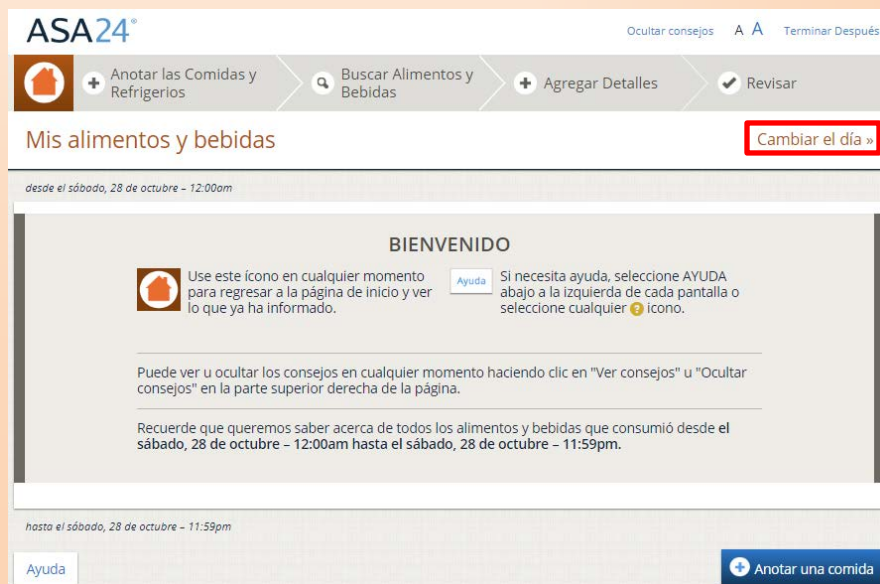 ASA24®
Ocultar consejos A A Terminar Después
Anotar las Comidas y
Refrigerios
Buscar Alimentos y
Bebidas
Agregar Detalles
Revisar
Mis alimentos y bebidas
Cambiar el día »
desde el sábado, 28 de octubre – 12:00am
BIENVENIDO
Use este ícono en cualquier momento
para regresar a la página de inicio y ver
lo que ya ha informado.
Ayuda
Si necesita ayuda, seleccione AYUDA
abajo a la izquierda de cada pantalla o
seleccione cualquier ? icono.
Puede ver u ocultar los consejos en cualquier momento haciendo clic en "Ver consejos" u "Ocultar
consejos" en la parte superior derecha de la página.
Recuerde que queremos saber acerca de todos los alimentos y bebidas que consumió desde el
sábado, 28 de octubre – 12:00am hasta el sábado, 28 de octubre – 11:59pm.
hasta el sábado, 28 de octubre – 11:59pm
Ayuda
Anotar una comida